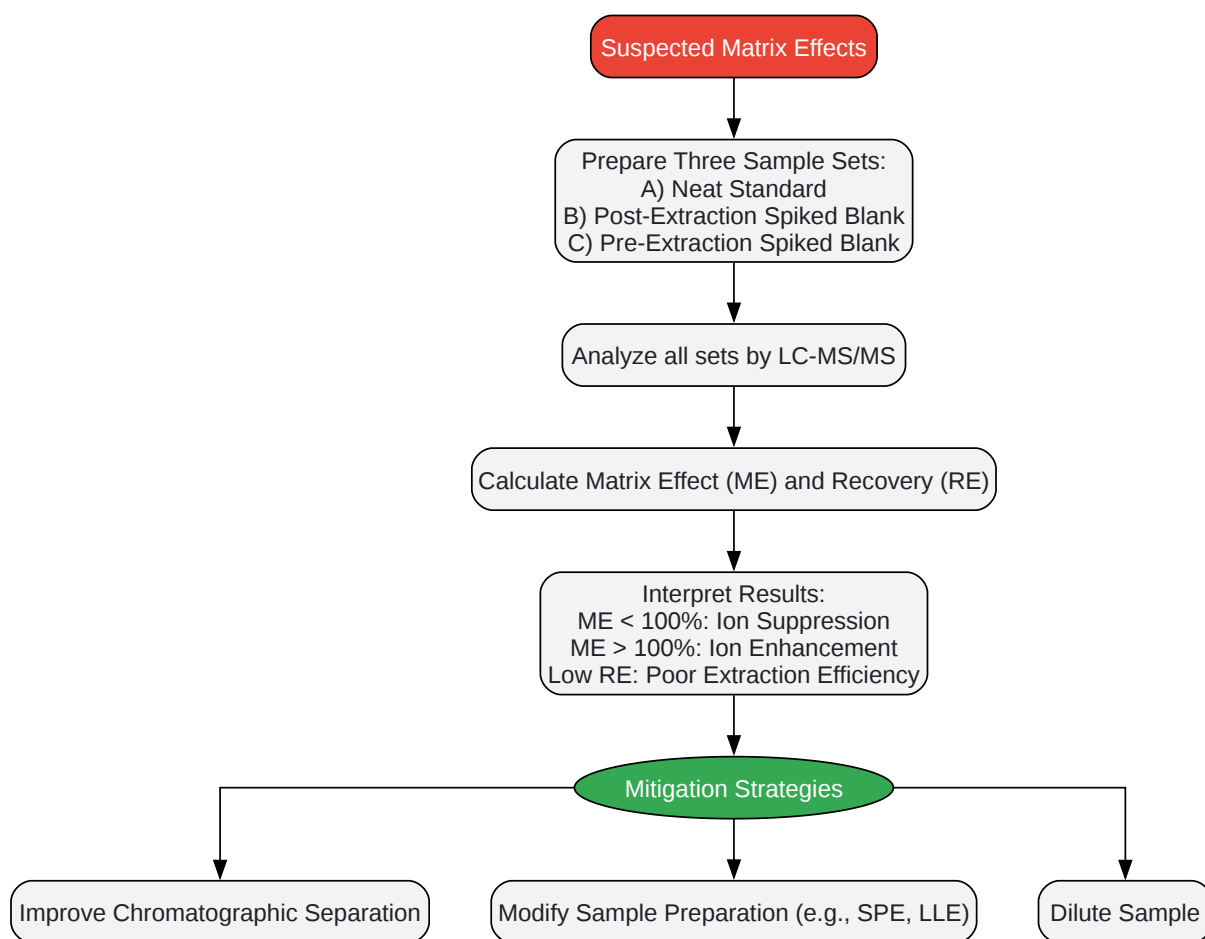 Suspected Matrix Effects
Prepare Three Sample Sets:
A) Neat Standard
B) Post-Extraction Spiked Blank
C) Pre-Extraction Spiked Blank
Analyze all sets by LC-MS/MS
Calculate Matrix Effect (ME) and Recovery (RE)
Interpret Results:
ME < 100%: Ion Suppression
ME > 100%: Ion Enhancement
Low RE: Poor Extraction Efficiency
Mitigation Strategies
Improve Chromatographic Separation
Modify Sample Preparation (e.g., SPE, LLE)
Dilute Sample